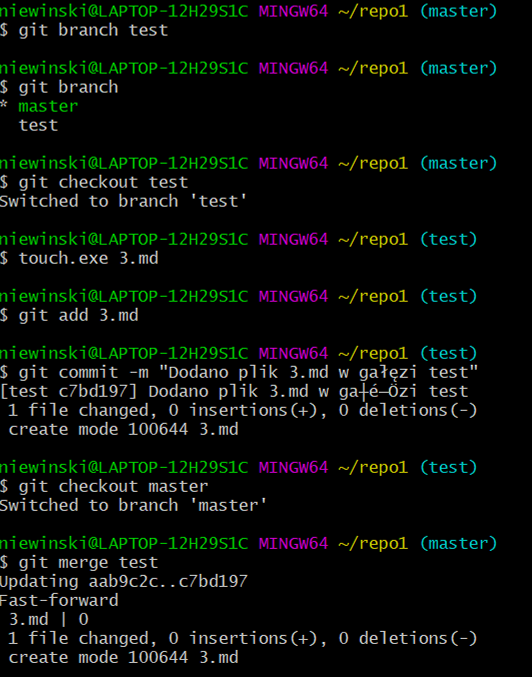 niewinski@LAPTOP-12H29S1C MINGW64 ~/repo1 (master)
$ git branch test
niewinski@LAPTOP-12H29S1C MINGW64 ~/repo1 (master)
$ git branch
* master
test
niewinski@LAPTOP-12H29S1C MINGW64 ~/repo1 (master)
$ git checkout test
Switched to branch 'test'
niewinski@LAPTOP-12H29S1C MINGW64 ~/repo1 (test)
$ touch.exe 3.md
niewinski@LAPTOP-12H29S1C MINGW64 ~/repo1 (test)
$ git add 3.md
niewinski@LAPTOP-12H29S1C MINGW64 ~/repo1 (test)
$ git commit -m "Dodano plik 3.md w gałęzi test"
[test c7bd197] Dodano plik 3.md w ga┼é─Özi test
1 file changed, 0 insertions(+), 0 deletions(-)
create mode 100644 3.md
niewinski@LAPTOP-12H29S1C MINGW64 ~/repo1 (test)
$ git checkout master
Switched to branch 'master'
niewinski@LAPTOP-12H29S1C MINGW64 ~/repo1 (master)
$ git merge test
Updating aab9c2c..c7bd197
Fast-forward
3.md | 0
1 file changed, 0 insertions(+), 0 deletions(-)
create mode 100644 3.md